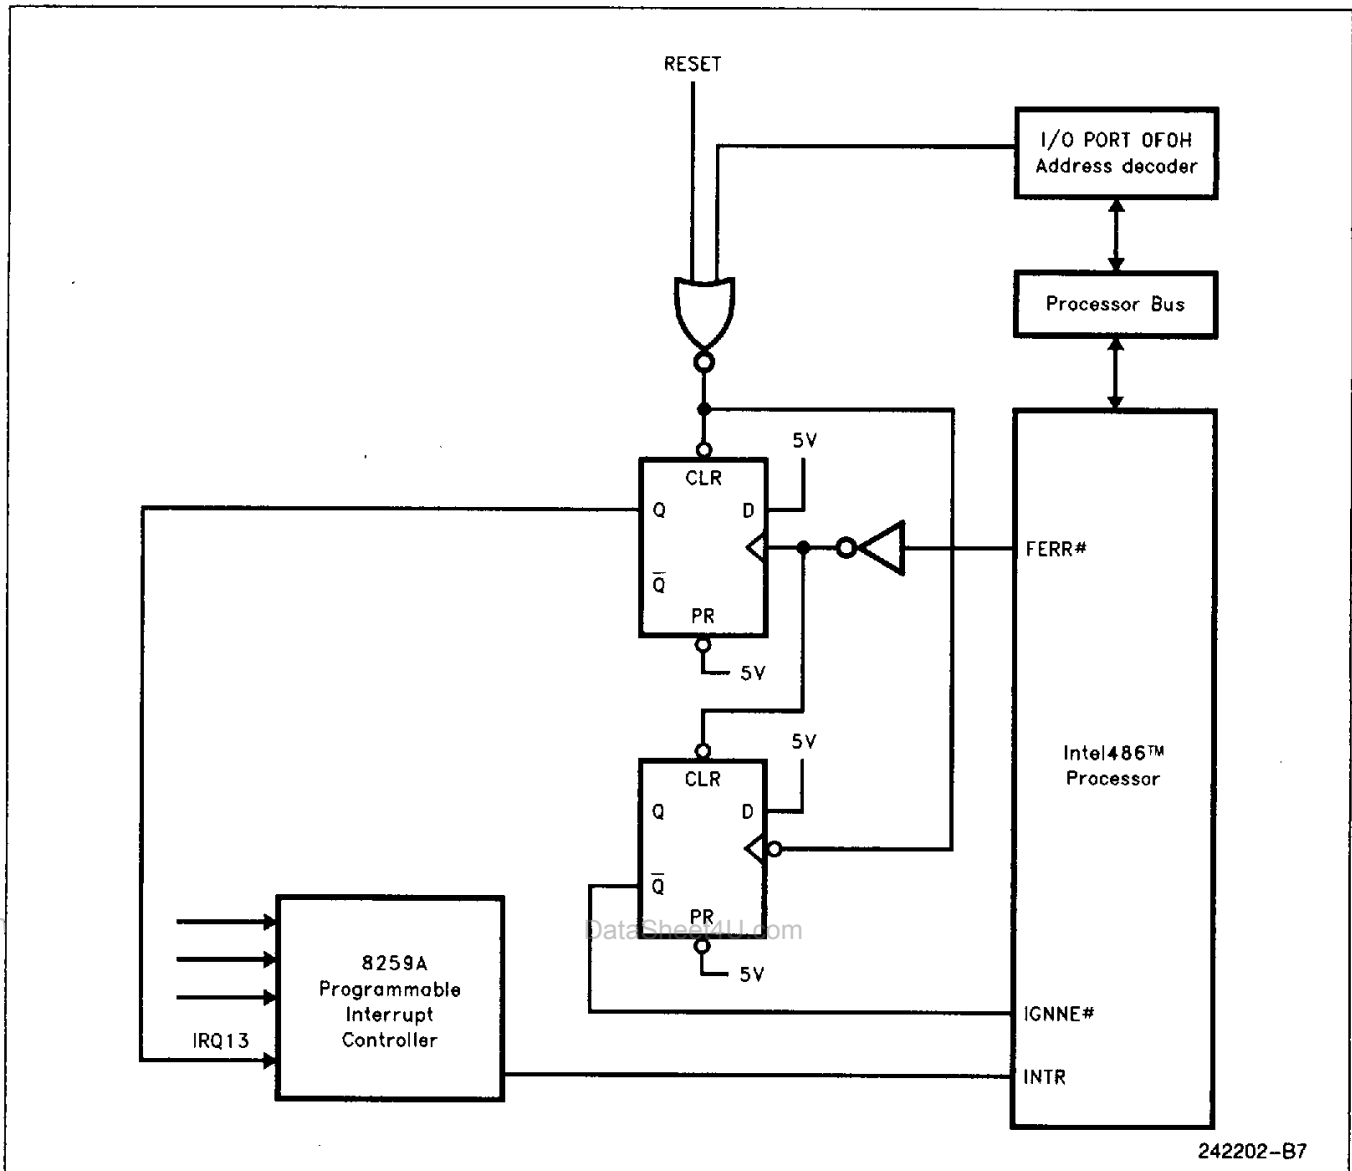 RESET
I/O PORT 0F0H
Address decoder
Processor Bus
5V
CLR
Q
D
FERR#
Q̅
PR
5V
5V
Intel486™
Processor
CLR
Q
D
Q̅
PR
DataSheet4U.com
5V
8259A
Programmable
Interrupt
Controller
IRQ13
IGNNE#
INTR
242202-B7